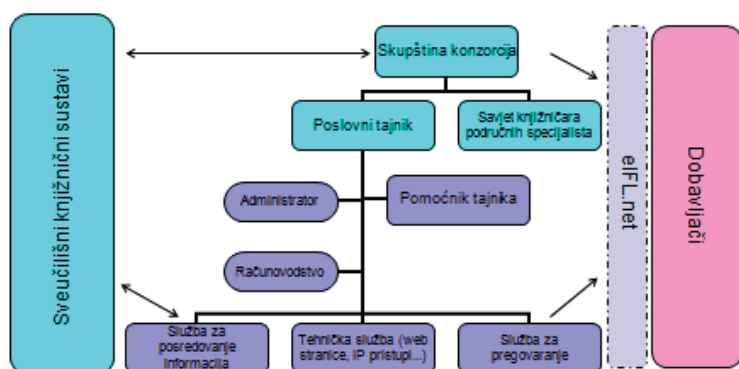 Sveučilišni knjižnični sustavi
Skupština konzorcija
Poslovni tajnik
Savjet knjižničara
područnih specijalista
Administrator
Pomoćnik tajnika
Računovodstvo
Služba za
posredovanje
informacija
Tehnička služba (web
stranice, IP pristupi...)
Služba za
pregovaranje
eIFL.net
Dobavljači